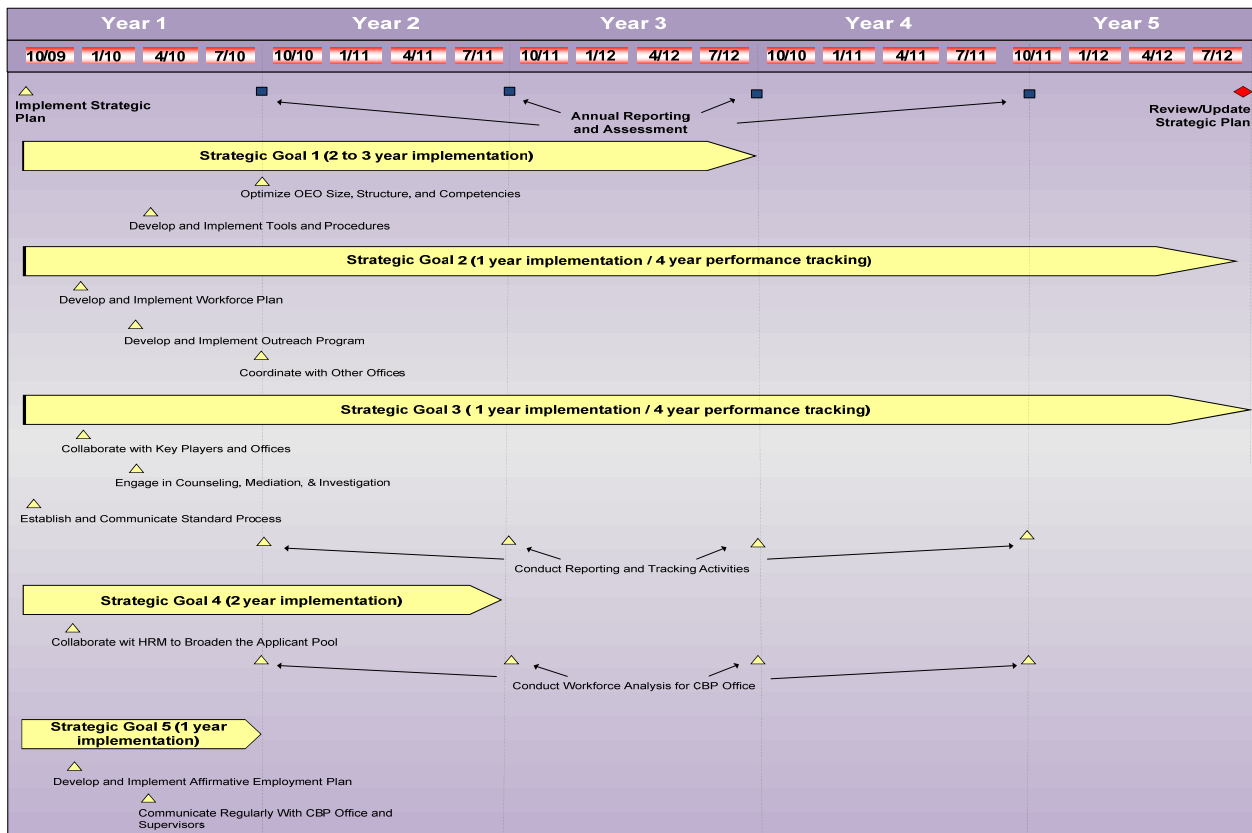 Year 1 Year 2 Year 3 Year 4 Year 5
10/09 1/10 4/10 7/10 10/10 1/11 4/11 7/11 10/11 1/12 4/12 7/12 10/10 1/11 4/11 7/11 10/11 1/12 4/12 7/12
Implement Strategic
Plan
Annual Reporting
and Assessment
Review/Update
Strategic Plan
Strategic Goal 1 (2 to 3 year implementation)
Optimize OEO Size, Structure, and Competencies
Develop and Implement Tools and Procedures
Strategic Goal 2 (1 year implementation / 4 year performance tracking)
Develop and Implement Workforce Plan
Develop and Implement Outreach Program
Coordinate with Other Offices
Strategic Goal 3 ( 1 year implementation / 4 year performance tracking)
Collaborate with Key Players and Offices
Engage in Counseling, Mediation, & Investigation
Establish and Communicate Standard Process
Conduct Reporting and Tracking Activities
Strategic Goal 4 (2 year implementation)
Collaborate wit HRM to Broaden the Applicant Pool
Conduct Workforce Analysis for CBP Office
Strategic Goal 5 (1 year
implementation)
Develop and Implement Affirmative Employment Plan
Communicate Regularly With CBP Office and
Supervisors